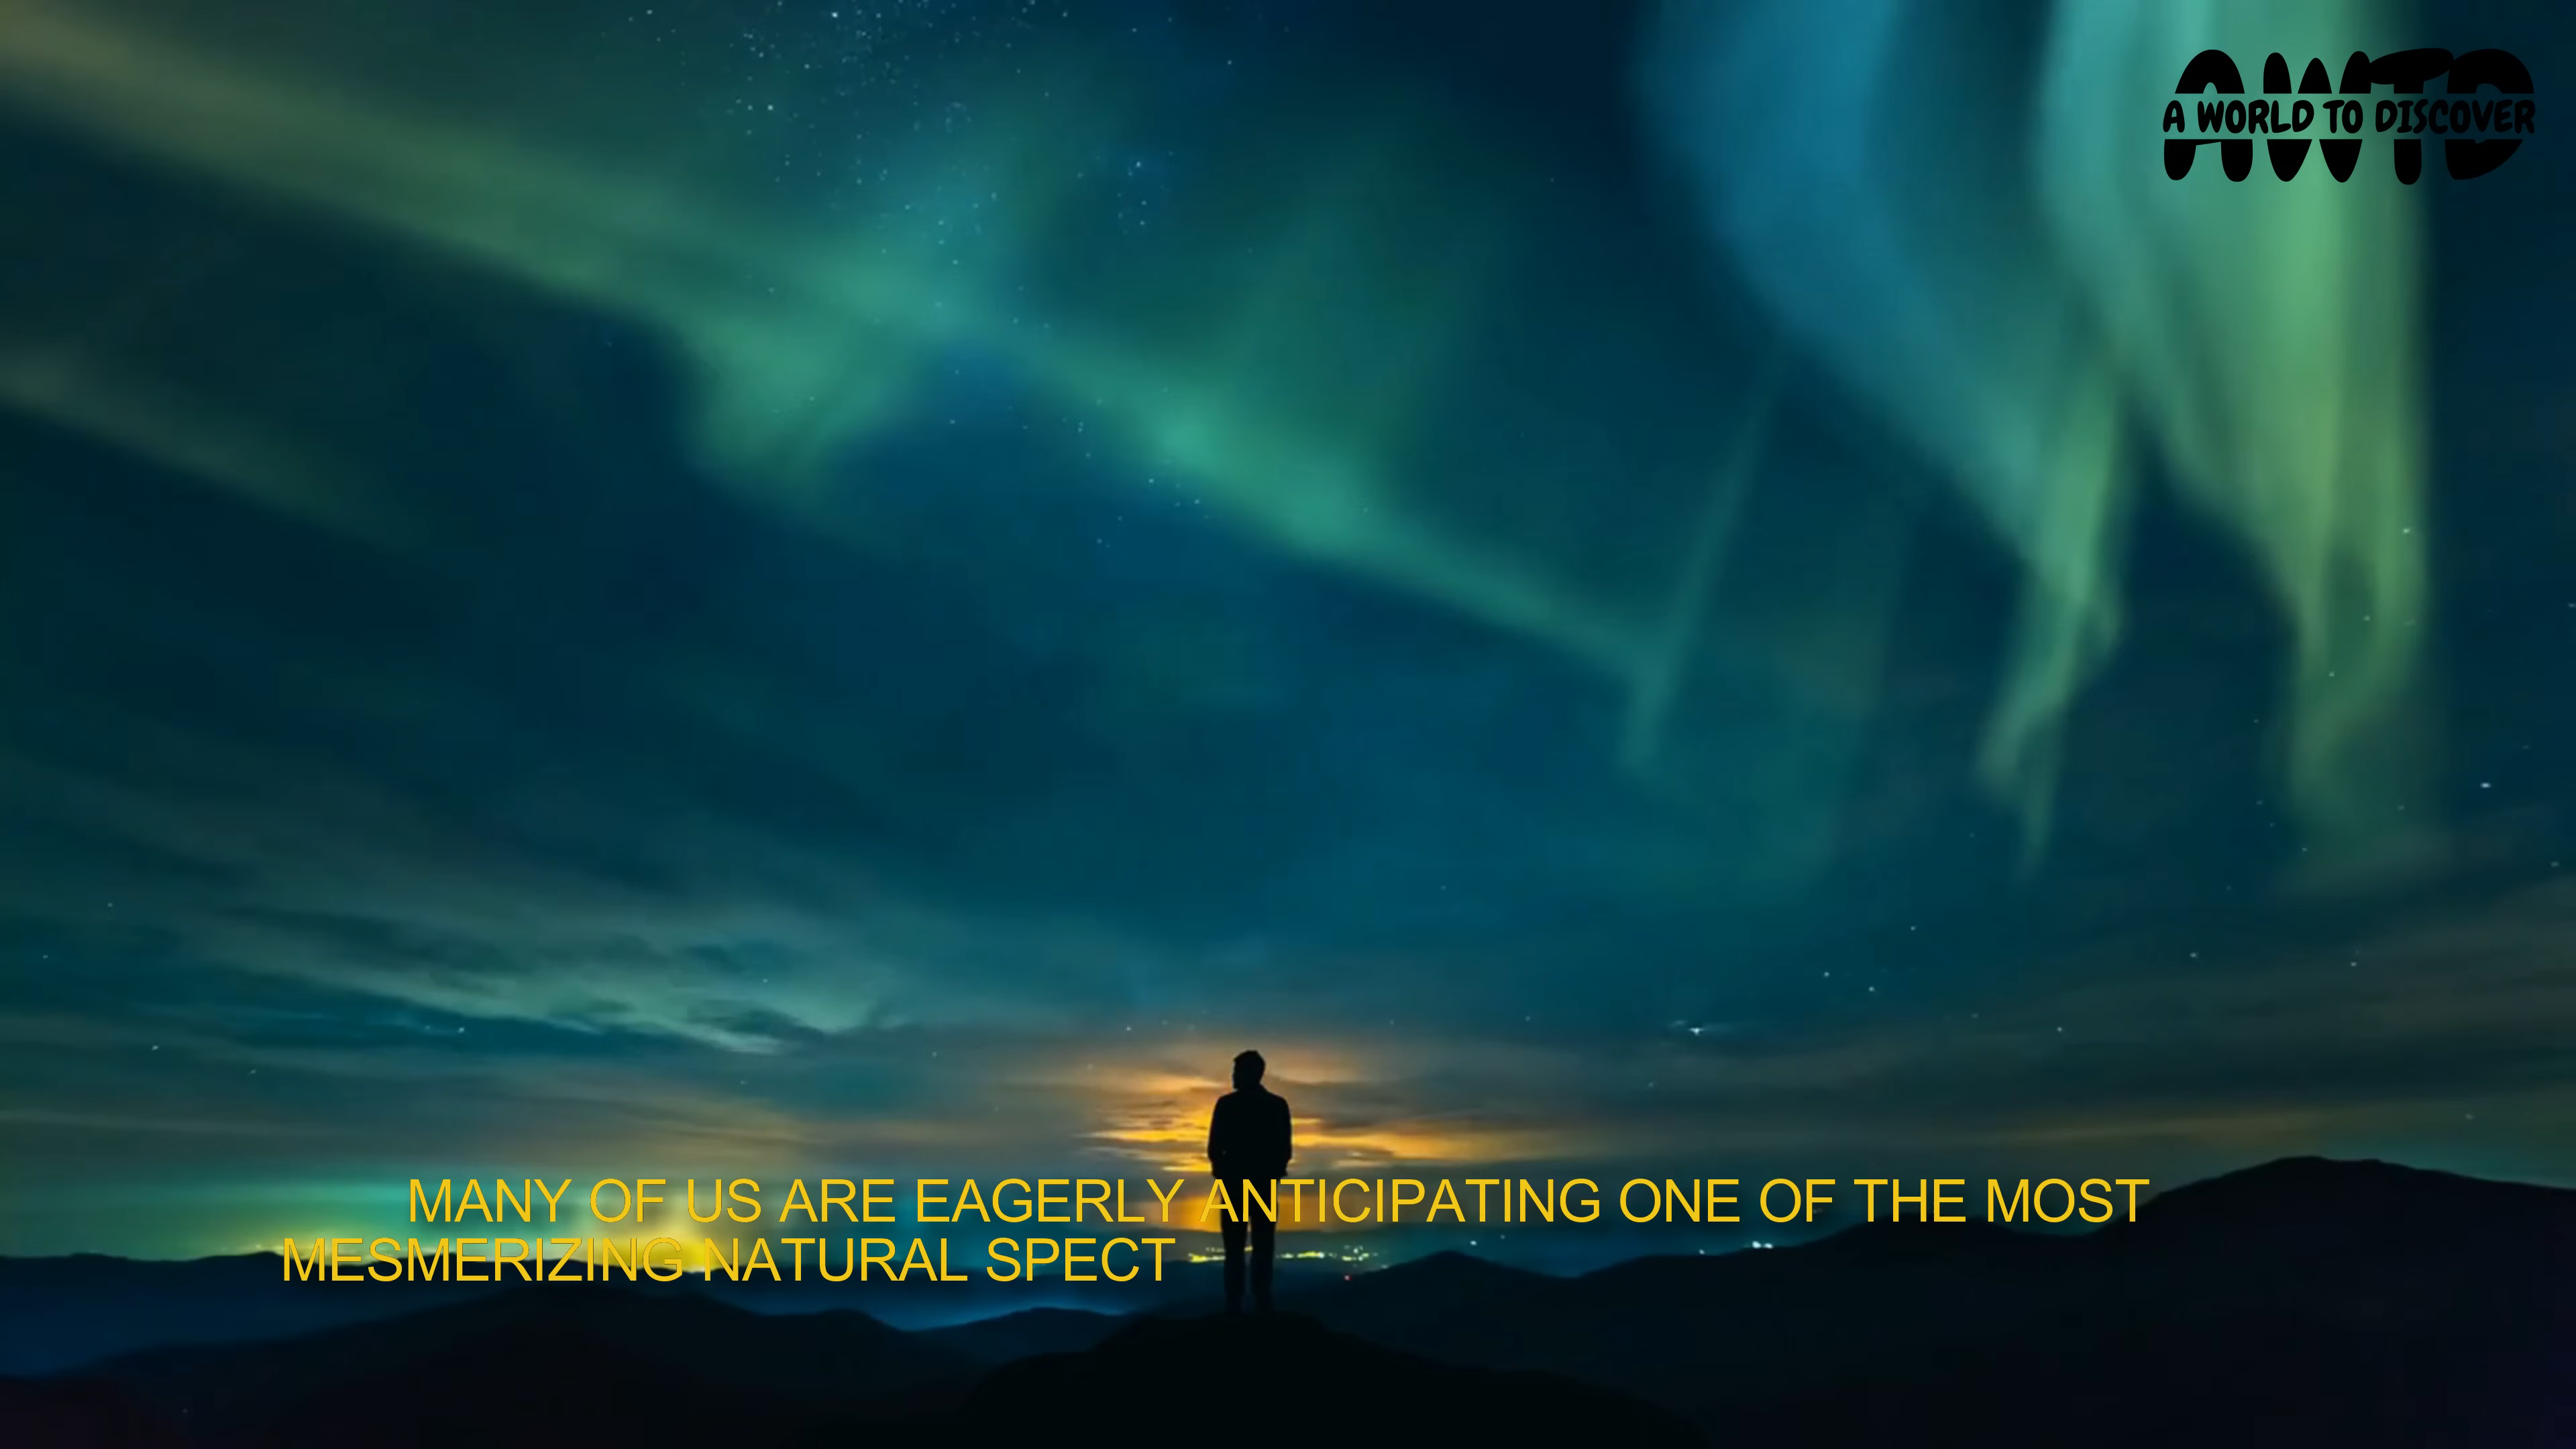 AWTD
A WORLD TO DISCOVER
MANY OF US ARE EAGERLY ANTICIPATING ONE OF THE MOST
MESMERIZING NATURAL SPECT